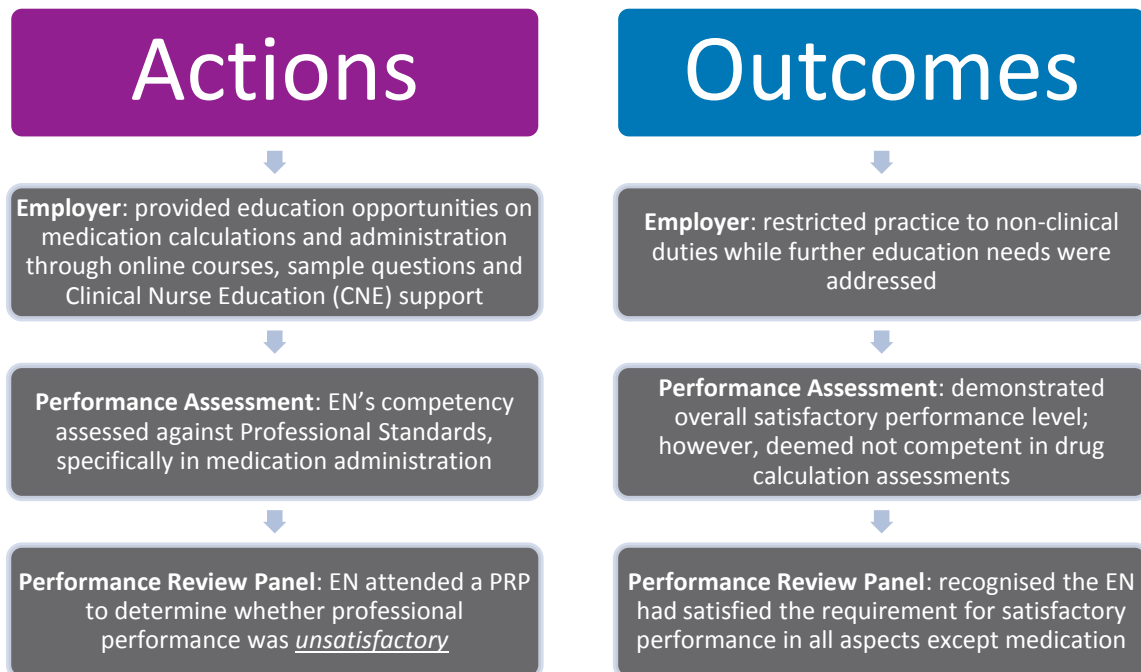 Actions
Employer: provided education opportunities on
medication calculations and administration
through online courses, sample questions and
Clinical Nurse Education (CNE) support
Performance Assessment: EN’s competency
assessed against Professional Standards,
specifically in medication administration
Performance Review Panel: EN attended a PRP
to determine whether professional
performance was unsatisfactory
Outcomes
Employer: restricted practice to non-clinical
duties while further education needs were
addressed
Performance Assessment: demonstrated
overall satisfactory performance level;
however, deemed not competent in drug
calculation assessments
Performance Review Panel: recognised the EN
had satisfied the requirement for satisfactory
performance in all aspects except medication